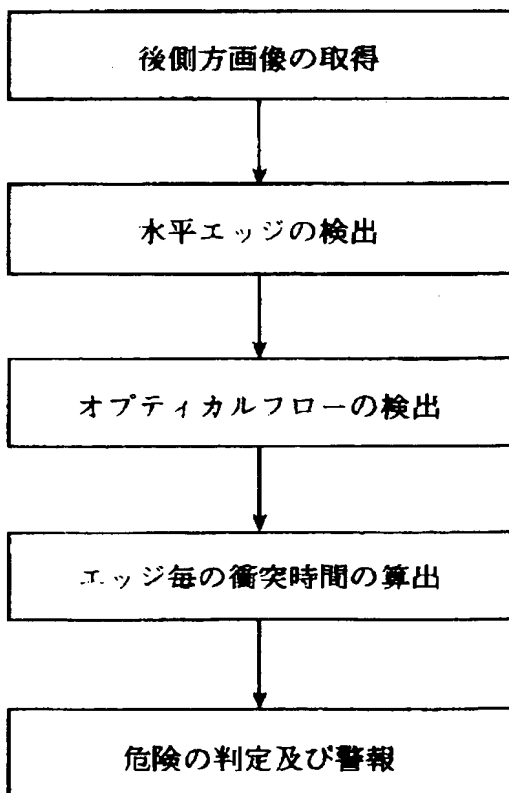 後側方画像の取得
水平エッジの検出
オプティカルフローの検出
エッジ毎の衝突時間の算出
危険の判定及び警報